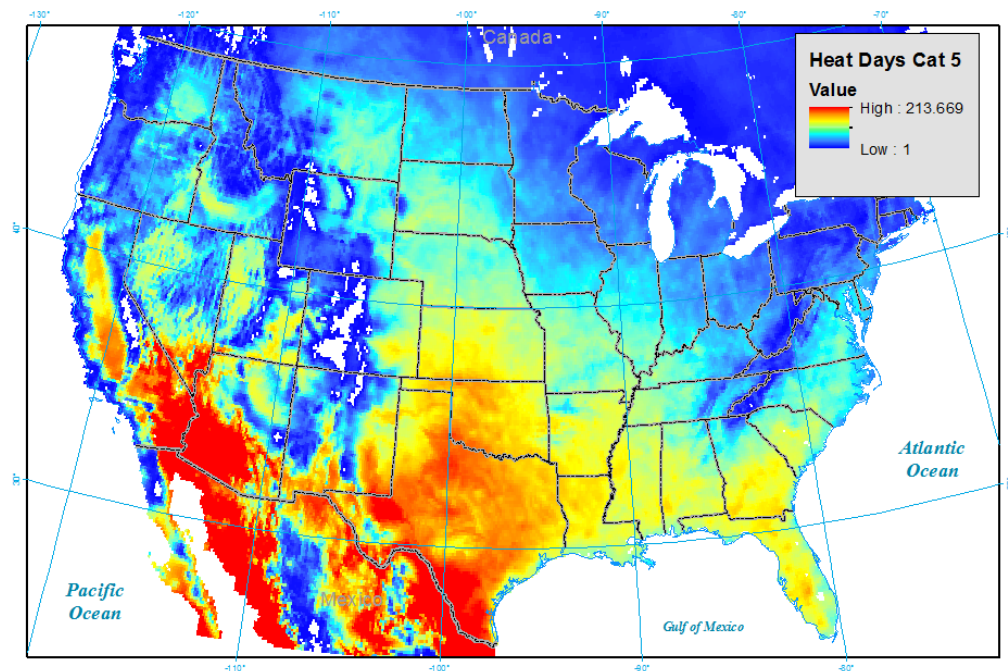 -130°
-120°
-110°
-100°
-90°
-80°
-70°
Canada
Heat Days Cat 5
Value
High : 213.669
Low : 1
40°
30°
Atlantic
Ocean
Pacific
Ocean
Mexico
Gulf of Mexico
-110°
-100°
-90°
-80°